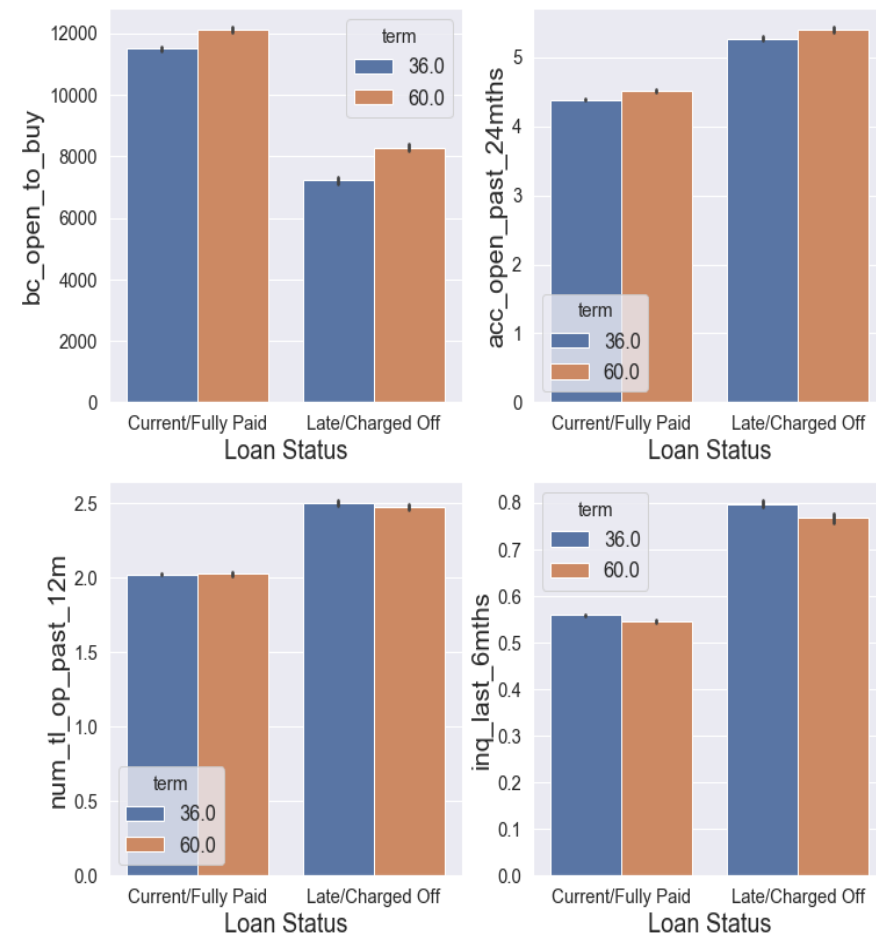 bc_open_to_buy
12000
10000
8000
6000
4000
2000
0
term
36.0
60.0
Current/Fully Paid Late/Charged Off
Loan Status
acc_open_past_24mths
5
4
3
2
1
0
term
36.0
60.0
Current/Fully Paid Late/Charged Off
Loan Status
num_tl_op_past_12m
2.5
2.0
1.5
1.0
0.5
0.0
term
36.0
60.0
Current/Fully Paid Late/Charged Off
Loan Status
inq_last_6mths
0.8
0.7
0.6
0.5
0.4
0.3
0.2
0.1
0.0
term
36.0
60.0
Current/Fully Paid Late/Charged Off
Loan Status